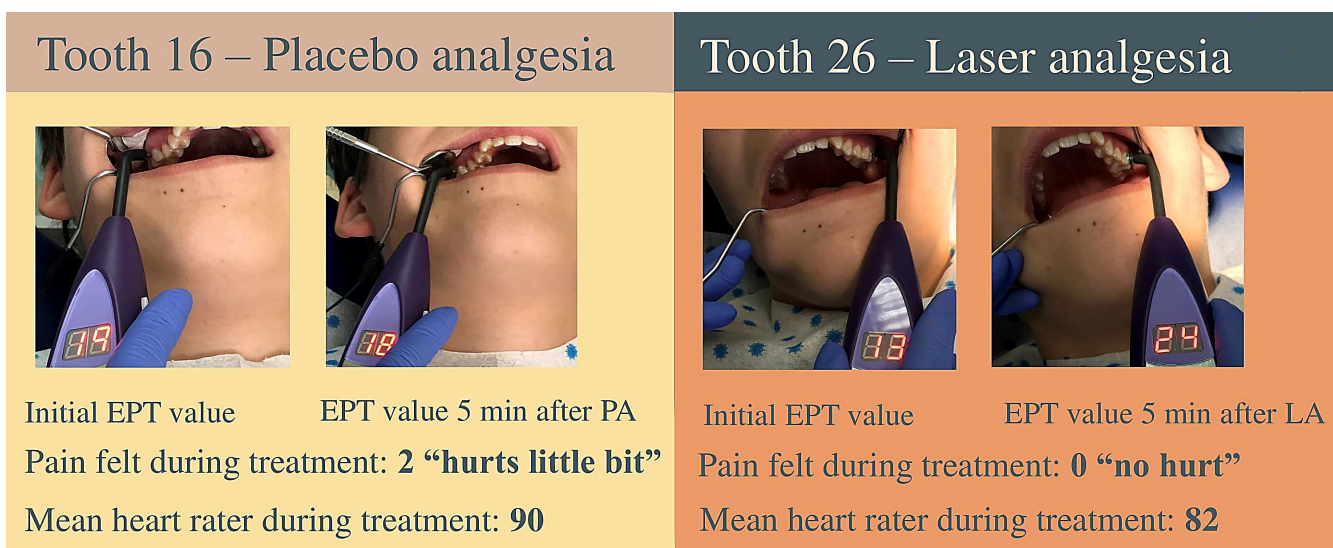 Tooth 16 – Placebo analgesia
19
18
Initial EPT value
EPT value 5 min after PA
Pain felt during treatment: 2 “hurts little bit”
Mean heart rater during treatment: 90
Tooth 26 – Laser analgesia
13
24
Initial EPT value
EPT value 5 min after LA
Pain felt during treatment: 0 “no hurt”
Mean heart rater during treatment: 82